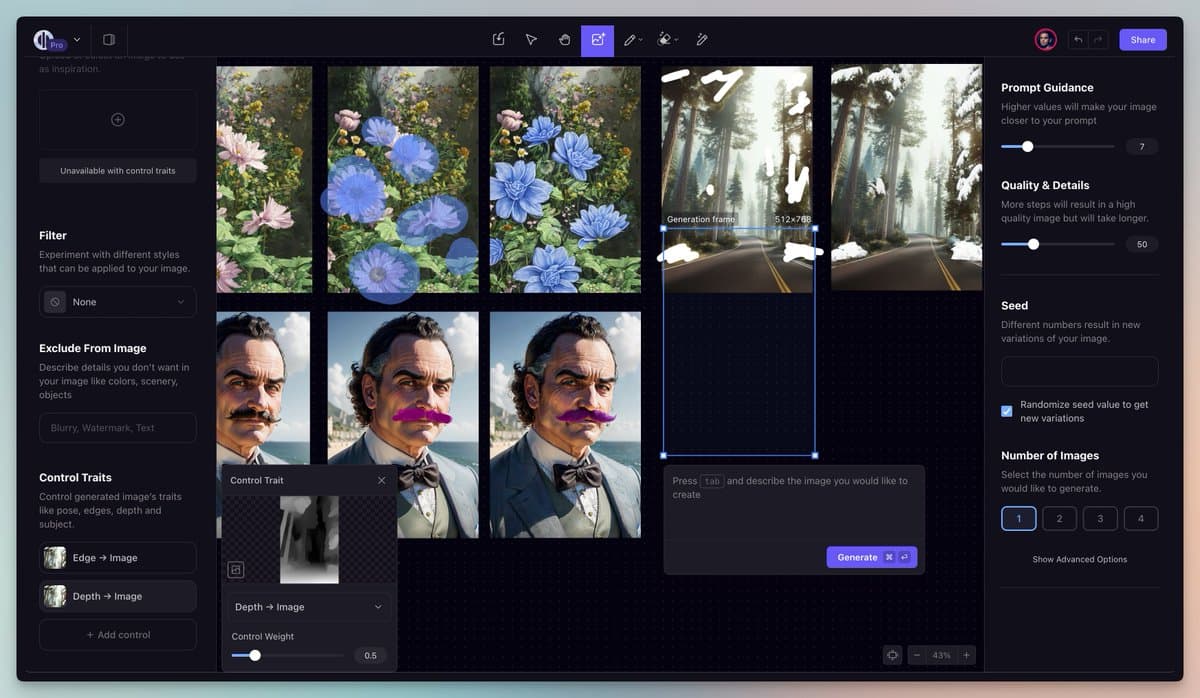 Pro
Share
as inspiration.
Unavailable with control traits
Filter
Experiment with different styles
that can be applied to your image.
None
Exclude From Image
Describe details you don't want in
your image like colors, scenery,
objects
Blurry, Watermark, Text
Control Traits
Control generated image's traits
like pose, edges, depth and
subject.
Edge → Image
Depth → Image
+ Add control
Generation frame
512×768
Control Trait
Depth → Image
Control Weight
0.5
Press tab and describe the image you would like to
create
Generate ⌘ ↵
43%
Prompt Guidance
Higher values will make your image
closer to your prompt
7
Quality & Details
More steps will result in a high
quality image but will take longer.
50
Seed
Different numbers result in new
variations of your image.
Randomize seed value to get
new variations
Number of Images
Select the number of images you
would like to generate.
1 2 3 4
Show Advanced Options